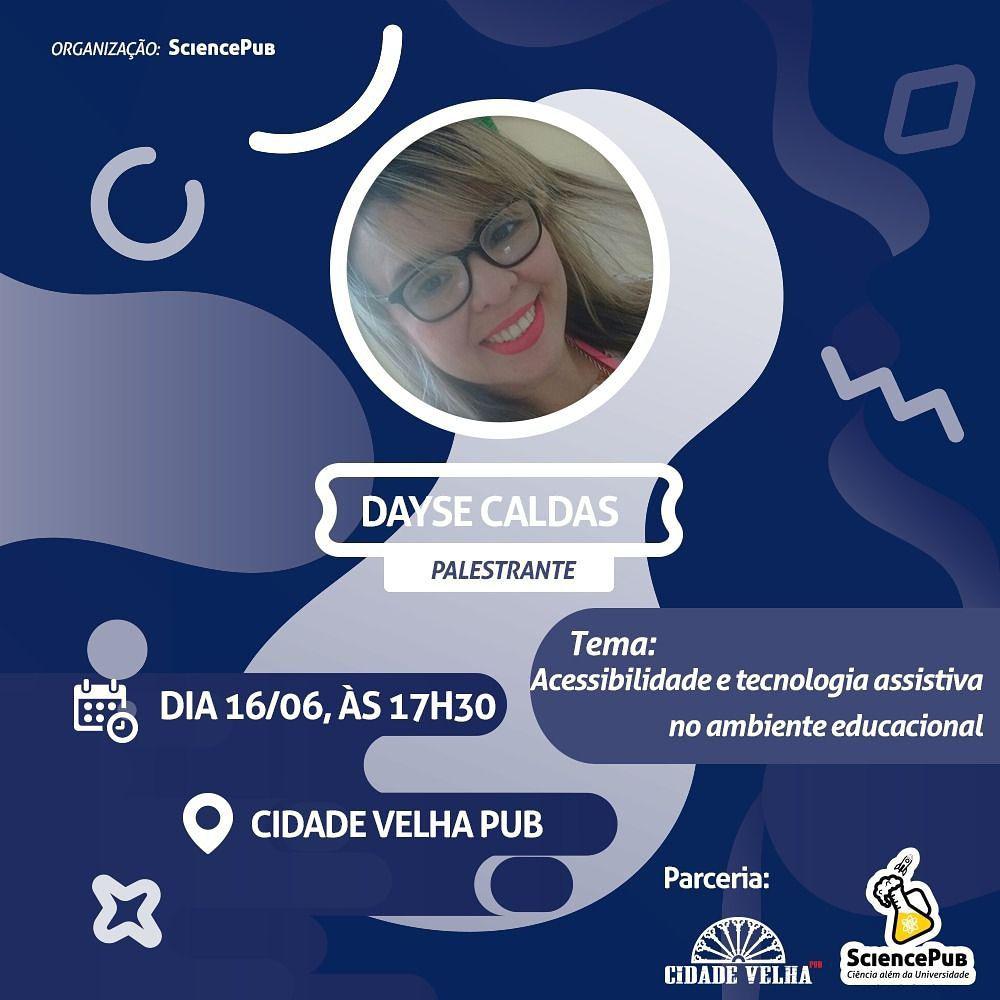 ORGANIZAÇÃO: SCIENCEPUB
DAYSE CALDAS
PALESTRANTE
Tema:
Acessibilidade e tecnologia assistiva
no ambiente educacional
DIA 16/06, ÀS 17H30
CIDADE VELHA PUB
Parceria:
CIDADE VELHA PUB
SCIENCEPUB
Ciência além da Universidade